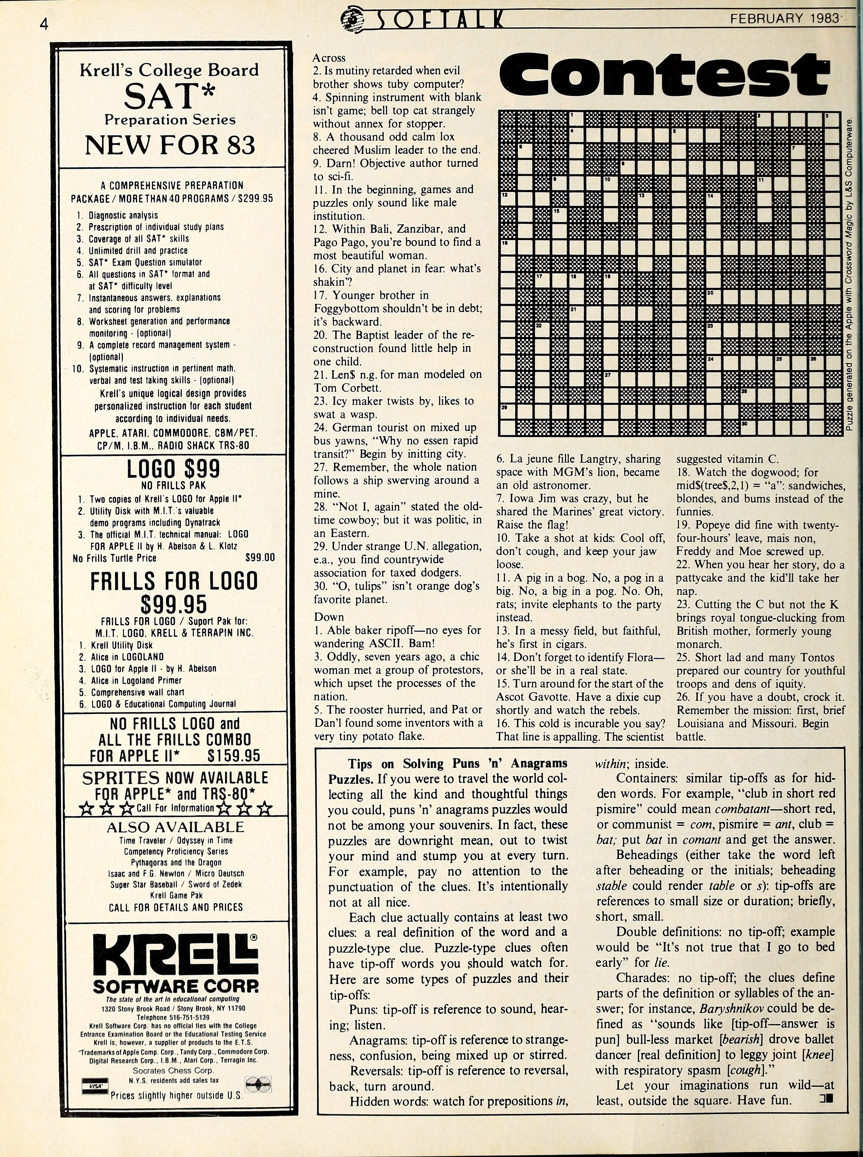 4
SOFTALK
FEBRUARY 1983
Krell's College Board
SAT*
Preparation Series
NEW FOR 83
A COMPREHENSIVE PREPARATION
PACKAGE / MORE THAN 40 PROGRAMS / $299.95
1. Diagnostic analysis
2. Prescription of individual study plans
3. Coverage of all SAT* skills
4. Unlimited drill and practice
5. SAT* Exam Question simulator
6. All questions in SAT* format and
at SAT* difficulty level
7. Instantaneous answers, explanations
and scoring for problems
8. Worksheet generation and performance
monitoring - (optional)
9. A complete record management system -
(optional)
10. Systematic instruction in pertinent math,
verbal and test taking skills - (optional)
Krell's unique logical design provides
personalized instruction for each student
according to individual needs.
APPLE, ATARI, COMMODORE, CBM/PET,
CP/M, I.B.M., RADIO SHACK TRS-80
LOGO $99
NO FRILLS PAK
1. Two copies of Krell's LOGO for Apple II*
2. Utility Disk with M.I.T.'s valuable
demo programs including Dynatrack
3. The official M.I.T. technical manual: LOGO
FOR APPLE II by H. Abelson & L. Klotz
No Frills Turtle Price $99.00
FRILLS FOR LOGO
$99.95
FRILLS FOR LOGO / Suport Pak for:
M.I.T. LOGO, KRELL & TERRAPIN INC.
1. Krell Utility Disk
2. Alice in LOGOLAND
3. LOGO for Apple II - by H. Abelson
4. Alice in Logoland Primer
5. Comprehensive wall chart
6. LOGO & Educational Computing Journal
NO FRILLS LOGO and
ALL THE FRILLS COMBO
FOR APPLE II* $159.95
SPRITES NOW AVAILABLE
FOR APPLE* and TRS-80*
Call For Information
ALSO AVAILABLE
Time Traveler / Odyssey in Time
Competency Proficiency Series
Pythagoras and the Dragon
Isaac and F.G. Newton / Micro Deutsch
Super Star Baseball / Sword of Zedek
Krell Game Pak
CALL FOR DETAILS AND PRICES
KRELL®
SOFTWARE CORP.
The state of the art in educational computing
1320 Stony Brook Road / Stony Brook, NY 11790
Telephone 516-751-5139
Krell Software Corp. has no official ties with the College
Entrance Examination Board or the Educational Testing Service
Krell is, however, a supplier of products to the E.T.S.
*Trademarks of Apple Comp. Corp., Tandy Corp., Commodore Corp.
Digital Research Corp., I.B.M., Atari Corp., Terragin Inc.
Socrates Chess Corp.
N.Y.S. residents add sales tax
VISA
Prices slightly higher outside U.S.
Across
2. Is mutiny retarded when evil
brother shows tuby computer?
4. Spinning instrument with blank
isn't game; bell top cat strangely
without annex for stopper.
8. A thousand odd calm lox
cheered Muslim leader to the end.
9. Darn! Objective author turned
to sci-fi.
11. In the beginning, games and
puzzles only sound like male
institution.
12. Within Bali, Zanzibar, and
Pago Pago, you're bound to find a
most beautiful woman.
16. City and planet in fear: what's
shakin'?
17. Younger brother in
Foggybottom shouldn't be in debt;
it's backward.
20. The Baptist leader of the re-
construction found little help in
one child.
21. Len$ n.g. for man modeled on
Tom Corbett.
23. Icy maker twists by, likes to
swat a wasp.
24. German tourist on mixed up
bus yawns, "Why no essen rapid
transit?" Begin by initting city.
27. Remember, the whole nation
follows a ship swerving around a
mine.
28. "Not I, again" stated the old-
time cowboy; but it was politic, in
an Eastern.
29. Under strange U.N. allegation,
e.a., you find countrywide
association for taxed dodgers.
30. "O, tulips" isn't orange dog's
favorite planet.
Down
1. Able baker ripoff—no eyes for
wandering ASCII. Bam!
3. Oddly, seven years ago, a chic
woman met a group of protestors,
which upset the processes of the
nation.
5. The rooster hurried, and Pat or
Dan'l found some inventors with a
very tiny potato flake.
Contest
Puzzle generated on the Apple with Crossword Magic by L&S Computerware.
6. La jeune fille Langtry, sharing
space with MGM's lion, became
an old astronomer.
7. Iowa Jim was crazy, but he
shared the Marines' great victory.
Raise the flag!
10. Take a shot at kids: Cool off,
don't cough, and keep your jaw
loose.
11. A pig in a bog. No, a pog in a
big. No, a big in a pog. No. Oh,
rats; invite elephants to the party
instead.
13. In a messy field, but faithful,
he's first in cigars.
14. Don't forget to identify Flora—
or she'll be in a real state.
15. Turn around for the start of the
Ascot Gavotte. Have a dixie cup
shortly and watch the rebels.
16. This cold is incurable you say?
That line is appalling. The scientist
suggested vitamin C.
18. Watch the dogwood; for
mid$(tree$,2,1) = "a": sandwiches,
blondes, and bums instead of the
funnies.
19. Popeye did fine with twenty-
four-hours' leave, mais non,
Freddy and Moe screwed up.
22. When you hear her story, do a
pattycake and the kid'll take her
nap.
23. Cutting the C but not the K
brings royal tongue-clucking from
British mother, formerly young
monarch.
25. Short lad and many Tontos
prepared our country for youthful
troops and dens of iquity.
26. If you have a doubt, crock it.
Remember the mission: first, brief
Louisiana and Missouri. Begin
battle.
Tips on Solving Puns 'n' Anagrams
Puzzles. If you were to travel the world col-
lecting all the kind and thoughtful things
you could, puns 'n' anagrams puzzles would
not be among your souvenirs. In fact, these
puzzles are downright mean, out to twist
your mind and stump you at every turn.
For example, pay no attention to the
punctuation of the clues. It's intentionally
not at all nice.
Each clue actually contains at least two
clues: a real definition of the word and a
puzzle-type clue. Puzzle-type clues often
have tip-off words you should watch for.
Here are some types of puzzles and their
tip-offs:
Puns: tip-off is reference to sound, hear-
ing; listen.
Anagrams: tip-off is reference to strange-
ness, confusion, being mixed up or stirred.
Reversals: tip-off is reference to reversal,
back, turn around.
Hidden words: watch for prepositions in,
within; inside.
Containers: similar tip-offs as for hid-
den words. For example, "club in short red
pismire" could mean combatant—short red,
or communist = com, pismire = ant, club =
bat; put bat in comant and get the answer.
Beheadings (either take the word left
after beheading or the initials; beheading
stable could render table or s): tip-offs are
references to small size or duration; briefly,
short, small.
Double definitions: no tip-off; example
would be "It's not true that I go to bed
early" for lie.
Charades: no tip-off; the clues define
parts of the definition or syllables of the an-
swer; for instance, Baryshnikov could be de-
fined as "sounds like [tip-off—answer is
pun] bull-less market [bearish] drove ballet
dancer [real definition] to leggy joint [knee]
with respiratory spasm [cough]."
Let your imaginations run wild—at
least, outside the square. Have fun.